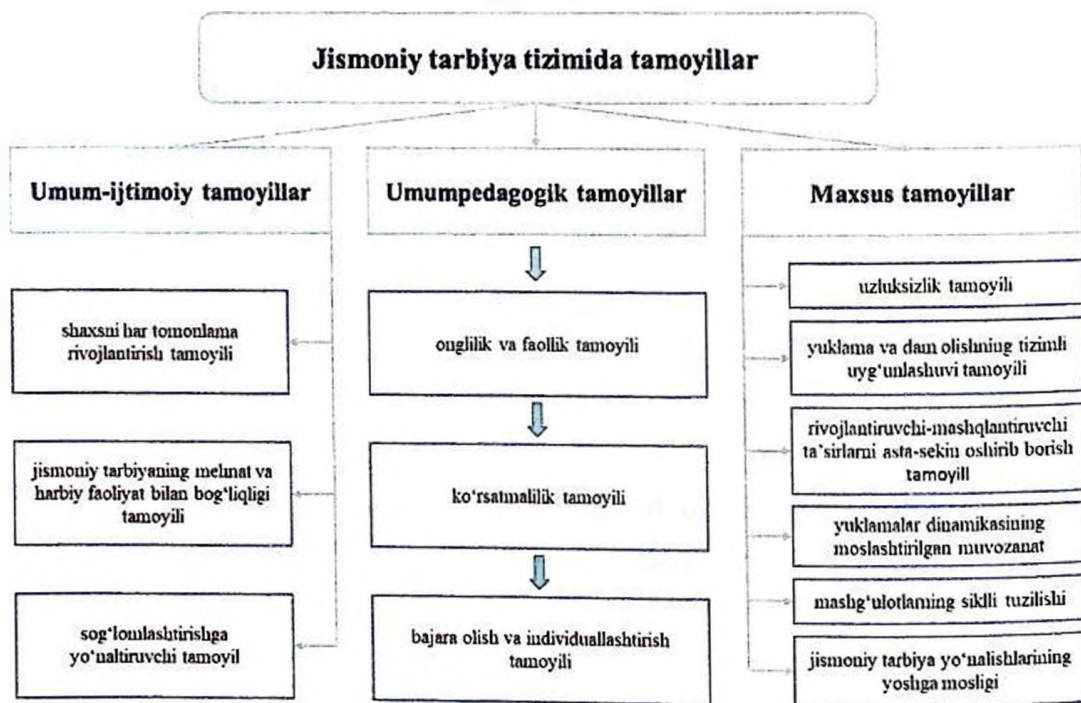 Jismoniy tarbiya tizimida tamoyillar
Umum-ijtimoiy tamoyillar
shaxsni har tomonlama
rivojlantirish tamoyili
jismoniy tarbiyaning mehnat va
harbiy faoliyat bilan bog‘liqligi
tamoyili
sog‘lomlashtirishga
yo‘naltiruvchi tamoyil
Umumpedagogik tamoyillar
onglilik va faollik tamoyili
ko‘rsatmalilik tamoyili
bajara olish va individuallashtirish
tamoyili
Maxsus tamoyillar
uzluksizlik tamoyili
yuklama va dam olishning tizimli
uyg‘unlashuvi tamoyili
rivojlantiruvchi-mashqlantiruvchi
ta’sirlarni asta-sekin oshirib borish
tamoyill
yuklamalar dinamikasining
moslashtirilgan muvozanat
mashg‘ulotlarning siklli tuzilishi
jismoniy tarbiya yo‘nalishlarining
yoshga mosligi